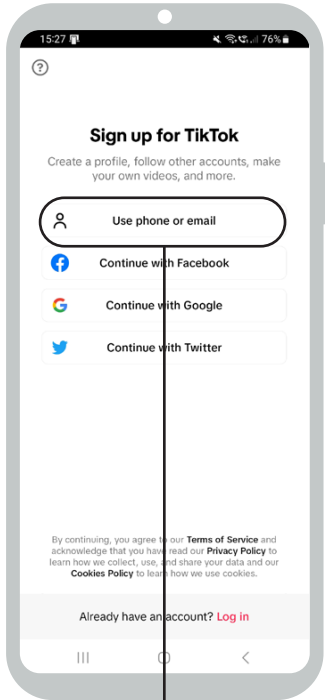 15:27 76%
?
Sign up for TikTok
Create a profile, follow other accounts, make
your own videos, and more.
Use phone or email
Continue with Facebook
Continue with Google
Continue with Twitter
By continuing, you agree to our Terms of Service and
acknowledge that you have read our Privacy Policy to
learn how we collect, use, and share your data and our
Cookies Policy to learn how we use cookies.
Already have an account? Log in